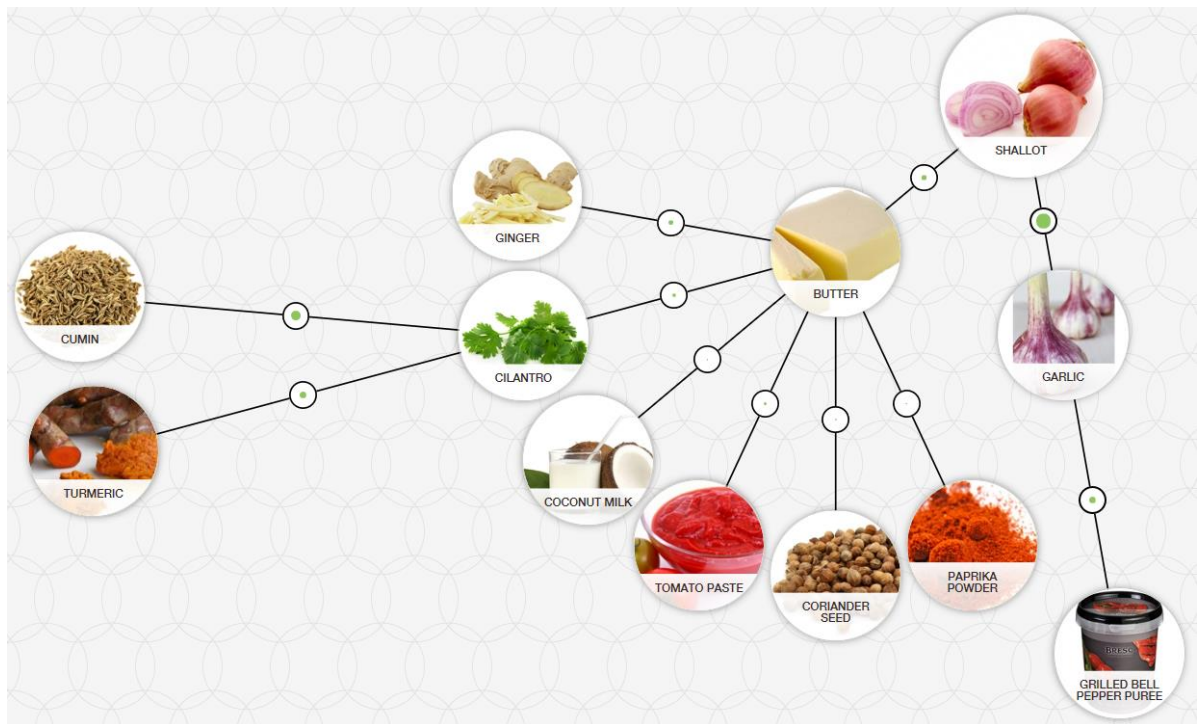 SHALLOT
GINGER
BUTTER
CUMIN
CILANTRO
GARLIC
TURMERIC
COCONUT MILK
TOMATO PASTE
CORIANDER
SEED
PAPRIKA
POWDER
BRESC
GRILLED BELL
PEPPER PUREE